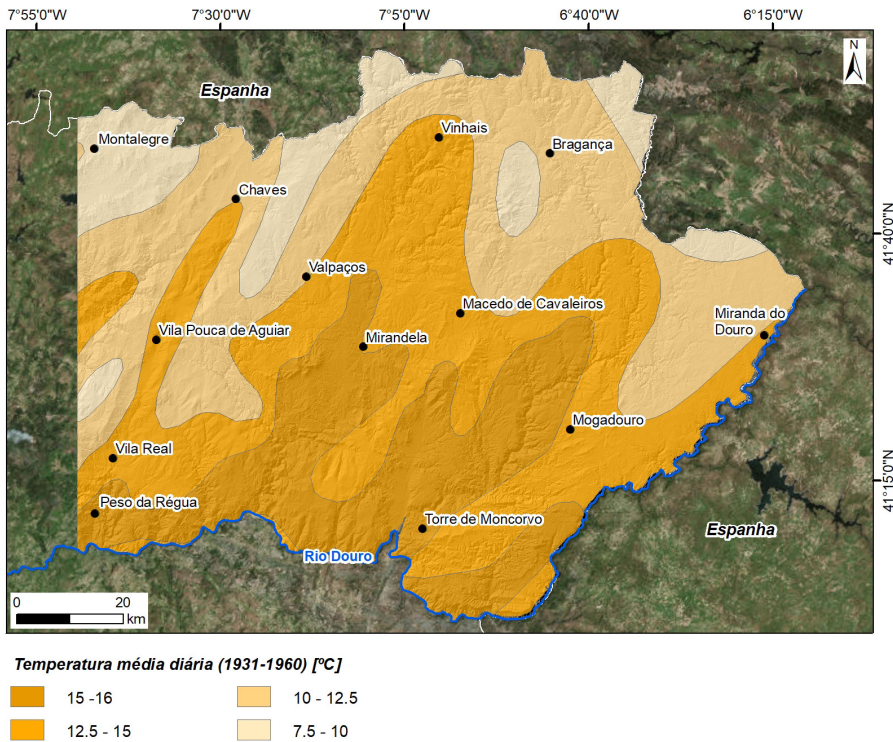 7°55'0"W 7°30'0"W 7°5'0"W 6°40'0"W 6°15'0"W
N
Espanha
Vinhais
Montalegre
Bragança
Chaves
41°40'0"N
Valpaços
Macedo de Cavaleiros
Miranda do
Douro
Vila Pouca de Aguiar
Mirandela
Mogadouro
Vila Real
41°15'0"N
Peso da Régua
Torre de Moncorvo
Espanha
Rio Douro
0 20
km
Temperatura média diária (1931-1960) [ºC]
15 -16 10 - 12.5
12.5 - 15 7.5 - 10